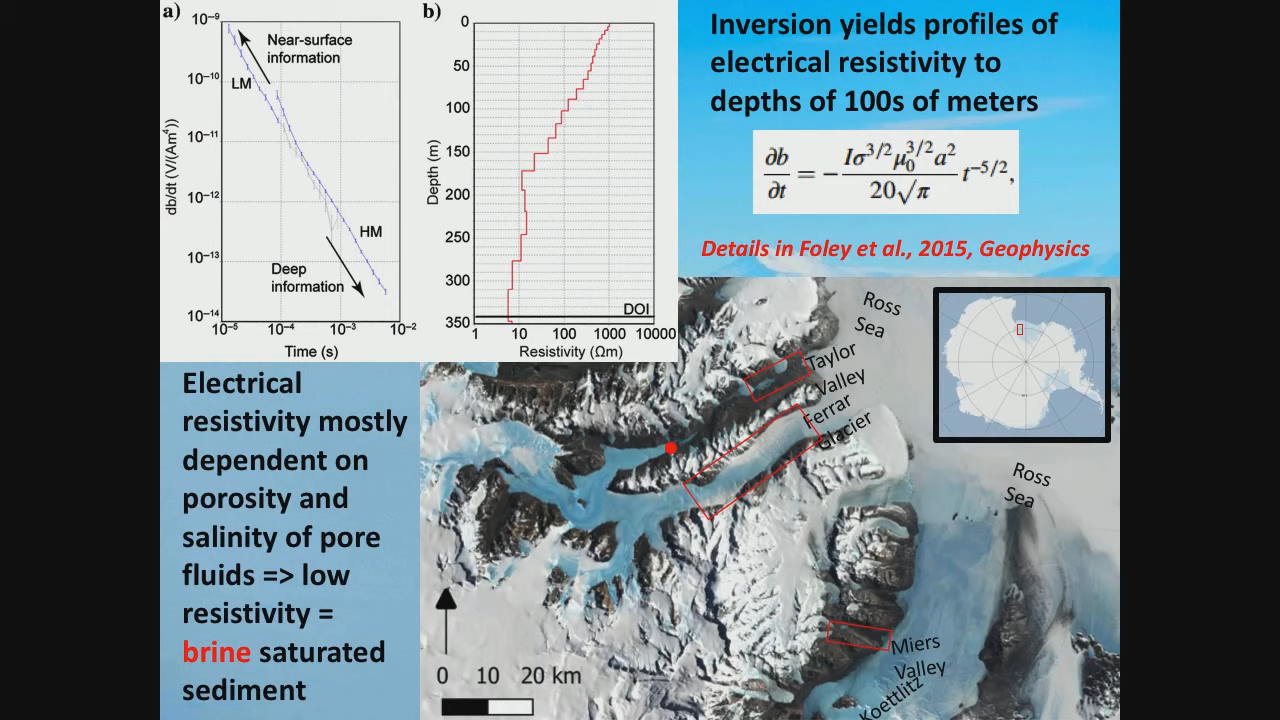 a)
10⁻⁹
10⁻¹⁰
10⁻¹¹
10⁻¹²
10⁻¹³
10⁻¹⁴
db/dt (V/(Am⁴))
Near-surface
information
LM
HM
Deep
information
10⁻⁵ 10⁻⁴ 10⁻³ 10⁻²
Time (s)
b)
0
50
100
150
200
250
300
350
Depth (m)
DOI
1 10 100 1000 10000
Resistivity (Ωm)
Inversion yields profiles of
electrical resistivity to
depths of 100s of meters
∂b/∂t = − Iσ^{3/2}μ₀^{3/2}a² / 20√π t^{−5/2},
Details in Foley et al., 2015, Geophysics
Electrical
resistivity mostly
dependent on
porosity and
salinity of pore
fluids => low
resistivity =
brine saturated
sediment
Ross
Sea
Taylor
Valley
Ferrar
Glacier
Ross
Sea
Miers
Valley
Koettlitz
0 10 20 km